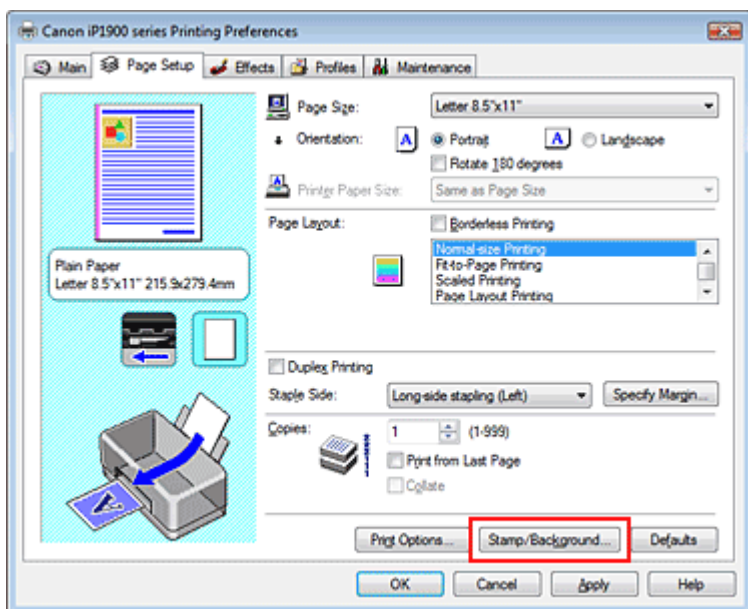 Canon iP1900 series Printing Preferences
Main Page Setup Effects Profiles Maintenance
Page Size: Letter 8.5"x11"
Orientation: A Portrait A Landscape
Rotate 180 degrees
Printer Paper Size: Same as Page Size
Page Layout: Borderless Printing
Normal-size Printing
Fit-to-Page Printing
Scaled Printing
Page Layout Printing
Plain Paper
Letter 8.5"x11" 215.9x279.4mm
Duplex Printing
Staple Side: Long-side stapling (Left) Specify Margin...
Copies: 1 (1-999)
Print from Last Page
Collate
Print Options... Stamp/Background... Defaults
OK Cancel Apply Help